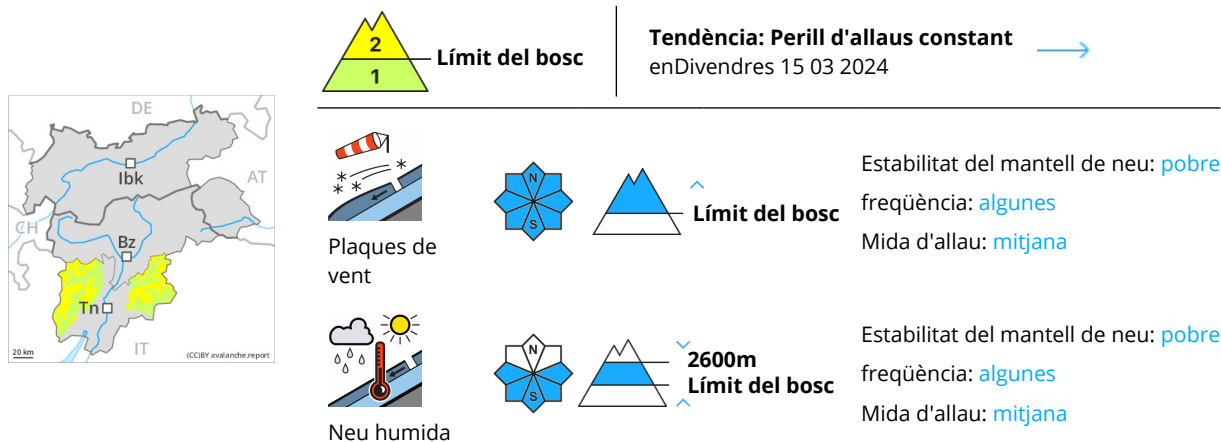 2
1
Límit del bosc
Tendència: Perill d'allaus constant
enDivendres 15 03 2024
DE
Ibk
AT
CH
Bz
Tn
IT
20 km
(CC)BY avalanche.report
Plaques de
vent
N
S
Límit del bosc
Estabilitat del mantell de neu: pobre
freqüència: algunes
Mida d'allau: mitjana
Neu humida
N
S
2600m
Límit del bosc
Estabilitat del mantell de neu: pobre
freqüència: algunes
Mida d'allau: mitjana